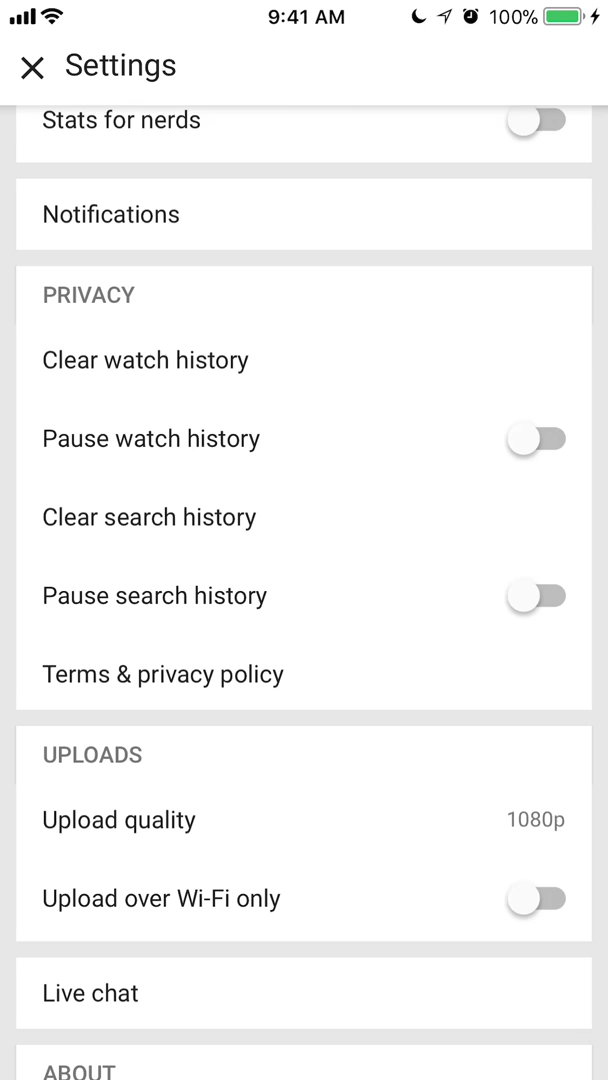 9:41 AM 100%
Settings
Stats for nerds
Notifications
PRIVACY
Clear watch history
Pause watch history
Clear search history
Pause search history
Terms & privacy policy
UPLOADS
Upload quality 1080p
Upload over Wi-Fi only
Live chat
ABOUT